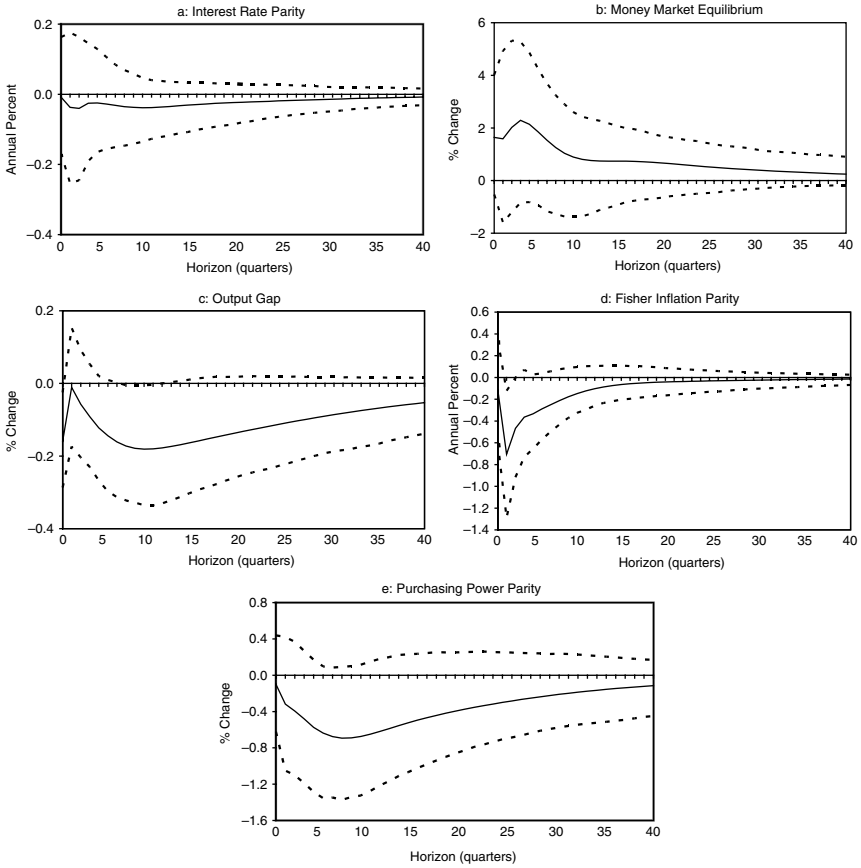 a: Interest Rate Parity
Annual Percent
0.2
0.0
–0.2
–0.4
0 5 10 15 20 25 30 35 40
Horizon (quarters)
b: Money Market Equilibrium
% Change
6
4
2
0
–2
0 5 10 15 20 25 30 35 40
Horizon (quarters)
c: Output Gap
% Change
0.2
0.0
–0.2
–0.4
0 5 10 15 20 25 30 35 40
Horizon (quarters)
d: Fisher Inflation Parity
Annual Percent
0.6
0.4
0.2
0.0
–0.2
–0.4
–0.6
–0.8
–1.0
–1.2
–1.4
0 5 10 15 20 25 30 35 40
Horizon (quarters)
e: Purchasing Power Parity
% Change
0.8
0.4
0.0
–0.4
–0.8
–1.2
–1.6
0 5 10 15 20 25 30 35 40
Horizon (quarters)